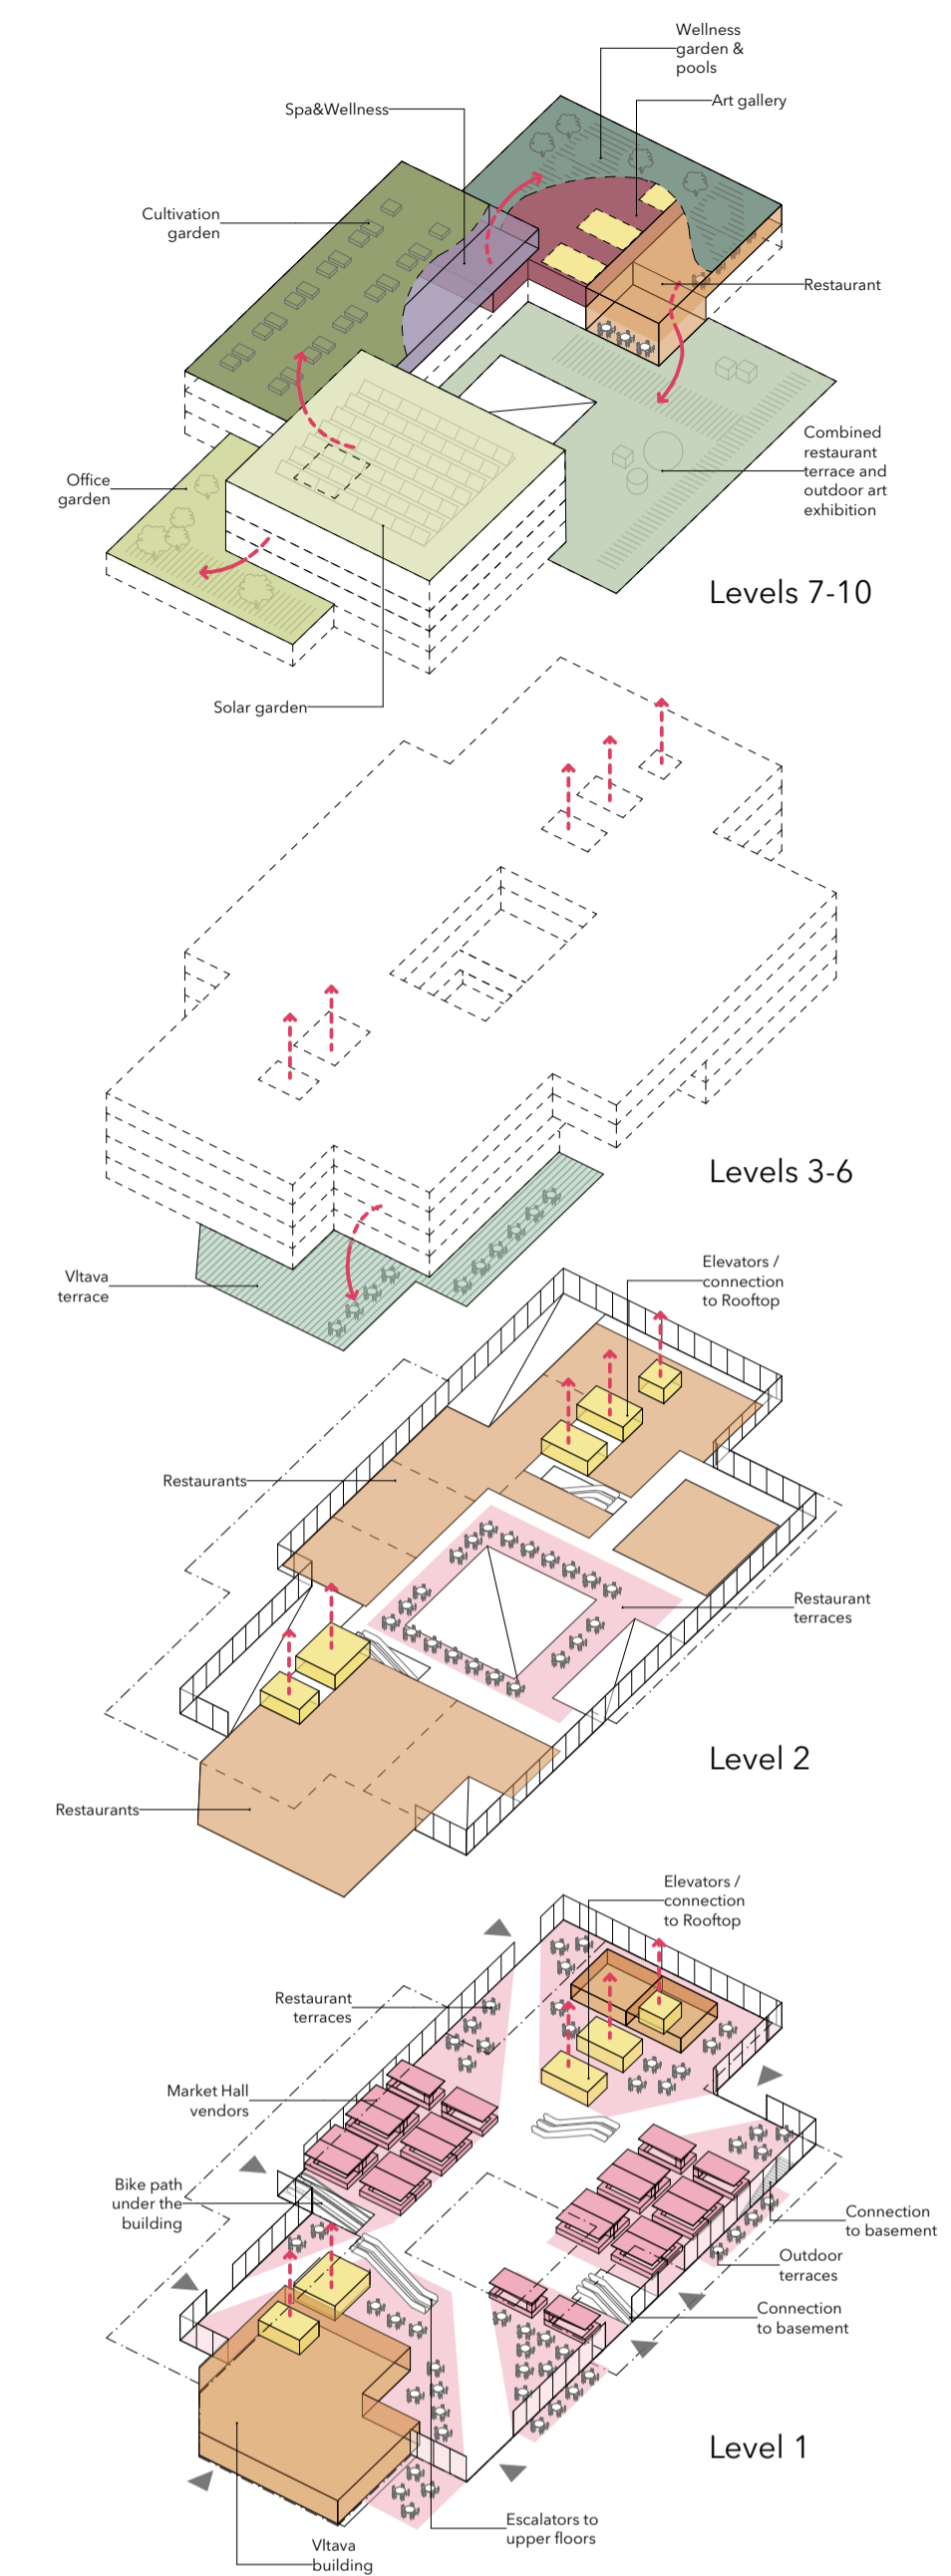 Wellness
garden &
pools
Art gallery
Spa&Wellness
Cultivation
garden
Restaurant
Combined
restaurant
terrace and
outdoor art
exhibition
Office
garden
Levels 7-10
Solar garden
Levels 3-6
Vltava
terrace
Elevators /
connection
to Rooftop
Restaurants
Restaurant
terraces
Level 2
Restaurants
Elevators /
connection
to Rooftop
Restaurant
terraces
Market Hall
vendors
Bike path
under the
building
Connection
to basement
Outdoor
terraces
Connection
to basement
Level 1
Escalators to
upper floors
Vltava
building